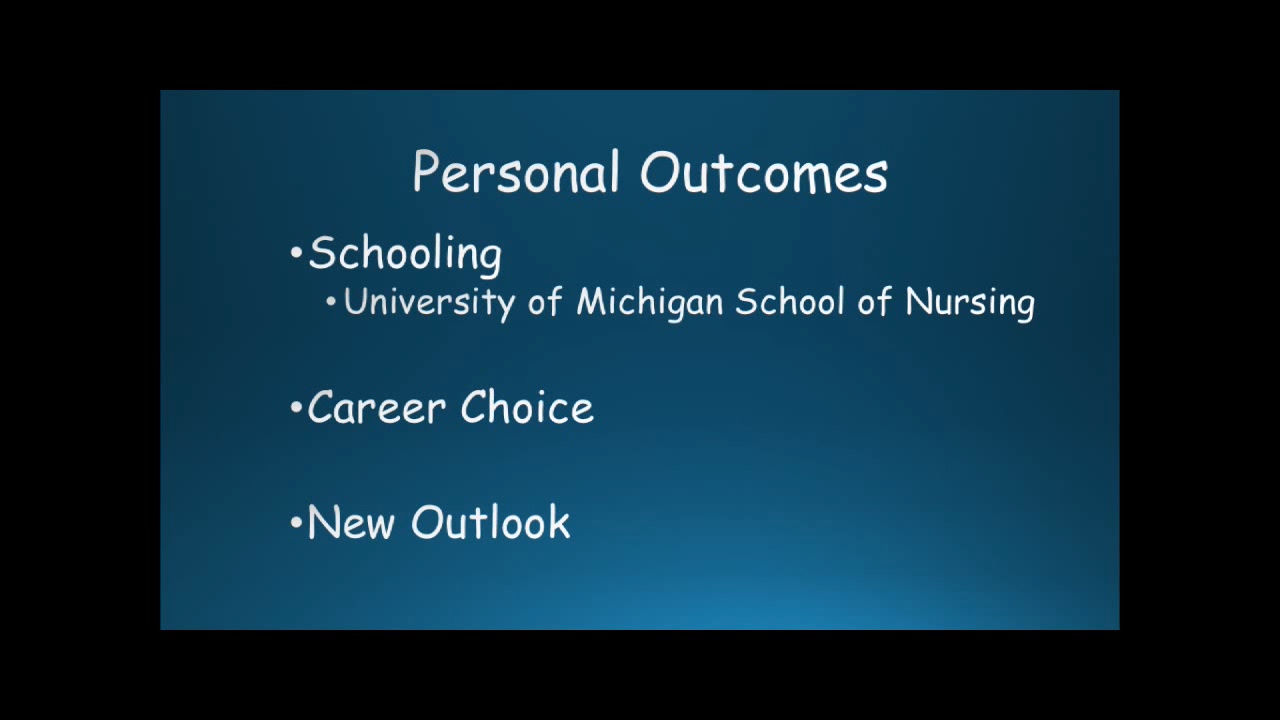 Personal Outcomes
•Schooling
•University of Michigan School of Nursing
•Career Choice
•New Outlook